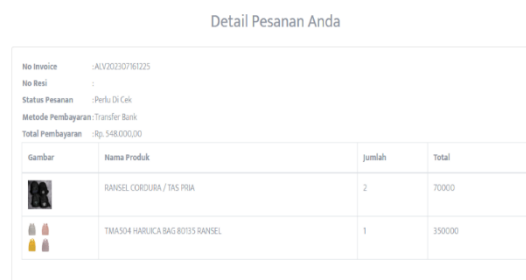 Detail Pesanan Anda
No Invoice :ALV202307161225
No Resi :
Status Pesanan :Perlu Di Cek
Metode Pembayaran :Transfer Bank
Total Pembayaran :Rp. 548.000,00
Gambar Nama Produk Jumlah Total
RANSEL CORDURA / TAS PRIA 2 70000
TMA504 HARUICA BAG 80135 RANSEL 1 350000